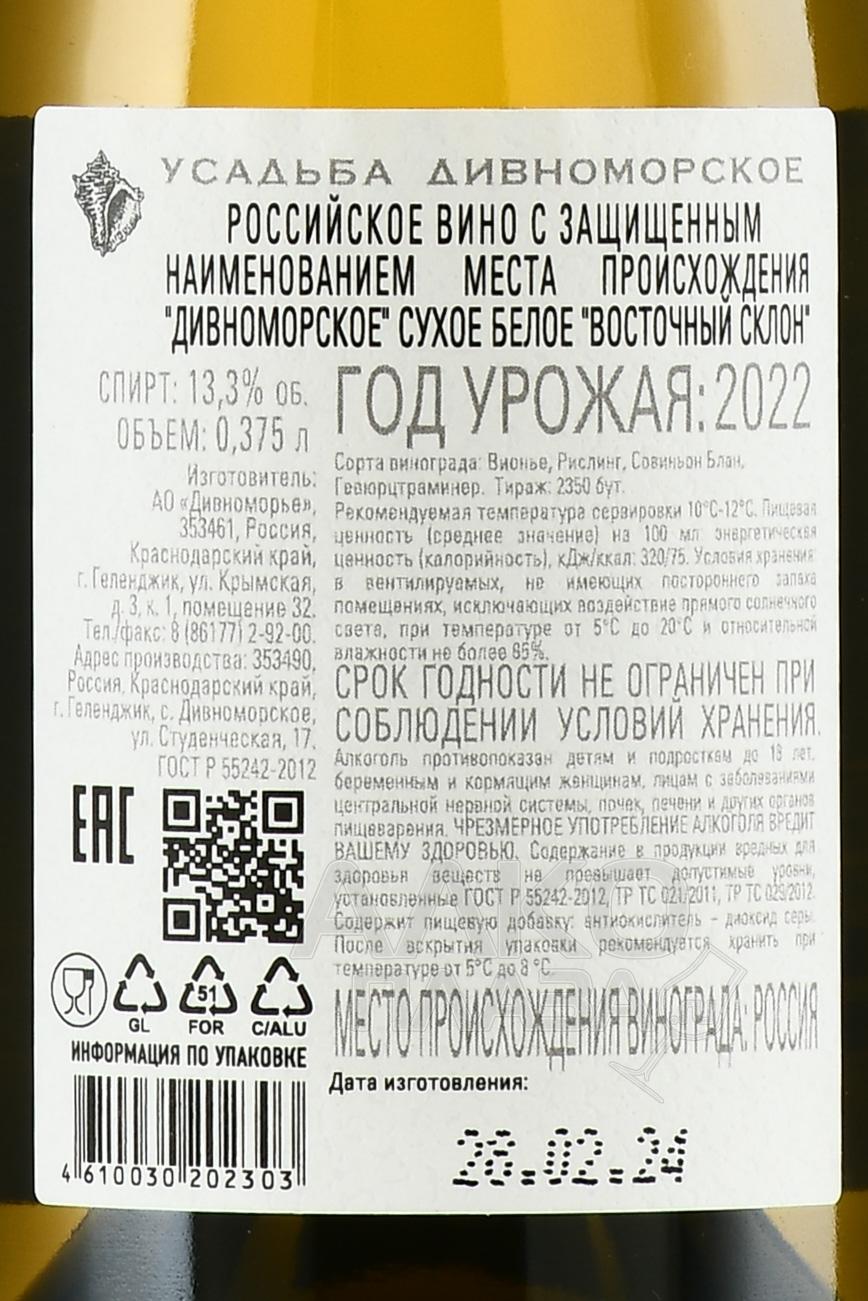 УСАДЬБА ДИВНОМОРСКОЕ
РОССИЙСКОЕ ВИНО С ЗАЩИЩЕННЫМ
НАИМЕНОВАНИЕМ МЕСТА ПРОИСХОЖДЕНИЯ
"ДИВНОМОРСКОЕ" СУХОЕ БЕЛОЕ "ВОСТОЧНЫЙ СКЛОН"
СПИРТ: 13,3% ОБ.
ОБЪЕМ: 0,375 Л
Изготовитель:
АО «Дивноморье»,
353461, Россия,
Краснодарский край,
г. Геленджик, ул. Крымская,
д. 3, к. 1, помещение 32.
Тел./факс: 8 (86177) 2-92-00.
Адрес производства: 353490,
Россия, Краснодарский край,
г. Геленджик, с. Дивноморское,
ул. Студенческая, 17.
ГОСТ Р 55242-2012
EAC
GL
51
FOR
C/ALU
ИНФОРМАЦИЯ ПО УПАКОВКЕ
4 610030 202303
ГОД УРОЖАЯ: 2022
Сорта винограда: Вионье, Рислинг, Совиньон Блан,
Гевюрцтраминер. Тираж: 2350 бут.
Рекомендуемая температура сервировки 10°С-12°С. Пищевая
ценность (среднее значение) на 100 мл: энергетическая
ценность (калорийность), кДж/ккал: 320/75. Условия хранения:
в вентилируемых, не имеющих постороннего запаха
помещениях, исключающих воздействие прямого солнечного
света, при температуре от 5°С до 20°С и относительной
влажности не более 85%.
СРОК ГОДНОСТИ НЕ ОГРАНИЧЕН ПРИ
СОБЛЮДЕНИИ УСЛОВИЙ ХРАНЕНИЯ.
Алкоголь противопоказан детям и подросткам до 18 лет,
беременным и кормящим женщинам, лицам с заболеваниями
центральной нервной системы, почек, печени и других органов
пищеварения. ЧРЕЗМЕРНОЕ УПОТРЕБЛЕНИЕ АЛКОГОЛЯ ВРЕДИТ
ВАШЕМУ ЗДОРОВЬЮ. Содержание в продукции вредных для
здоровья веществ не превышает допустимые уровни,
установленные ГОСТ Р 55242-2012, ТР ТС 021/2011, ТР ТС 029/2012.
Содержит пищевую добавку: антиокислитель – диоксид серы.
После вскрытия упаковки рекомендуется хранить при
температуре от 5°С до 8 °С.
МЕСТО ПРОИСХОЖДЕНИЯ ВИНОГРАДА: РОССИЯ
Дата изготовления:
28.02.24